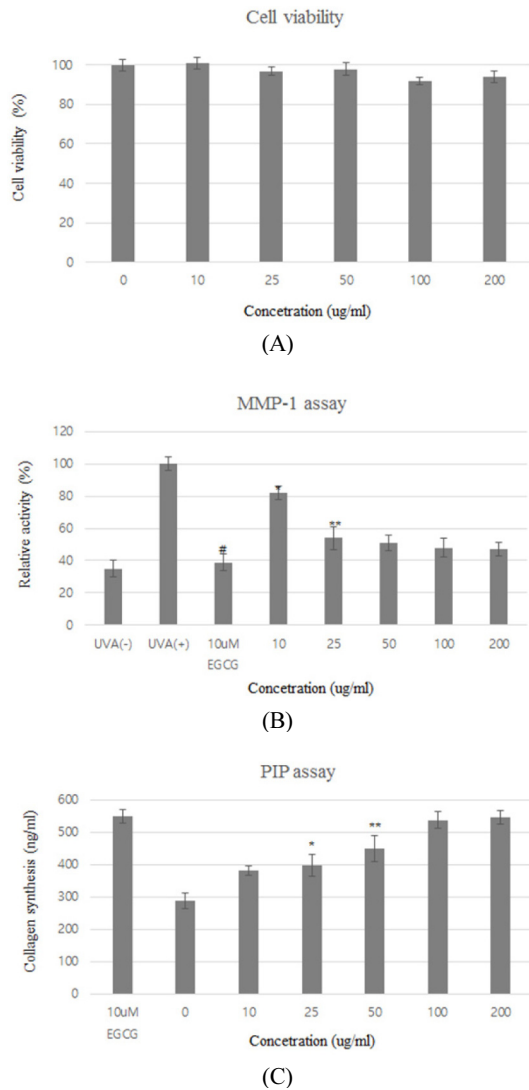 Cell viability
Cell viability (%)
120
100
80
60
40
20
0
0 10 25 50 100 200
Concetration (ug/ml)
(A)
MMP-1 assay
Relative activity (%)
120
100
80
60
40
20
0
# * **
UVA(-) UVA(+) 10uM EGCG 10 25 50 100 200
Concetration (ug/ml)
(B)
PIP assay
Collagen synthesis (ng/ml)
600
500
400
300
200
100
0
* **
10uM EGCG 0 10 25 50 100 200
Concetration (ug/ml)
(C)